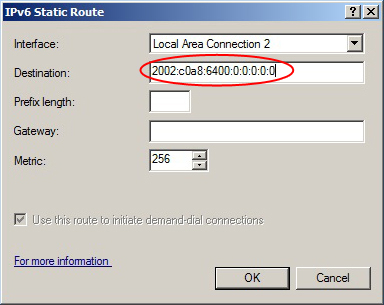 IPv6 Static Route
Interface: Local Area Connection 2
Destination: 2002:c0a8:6400:0:0:0:0:0
Prefix length:
Gateway:
Metric: 256
Use this route to initiate demand-dial connections
For more information
OK Cancel